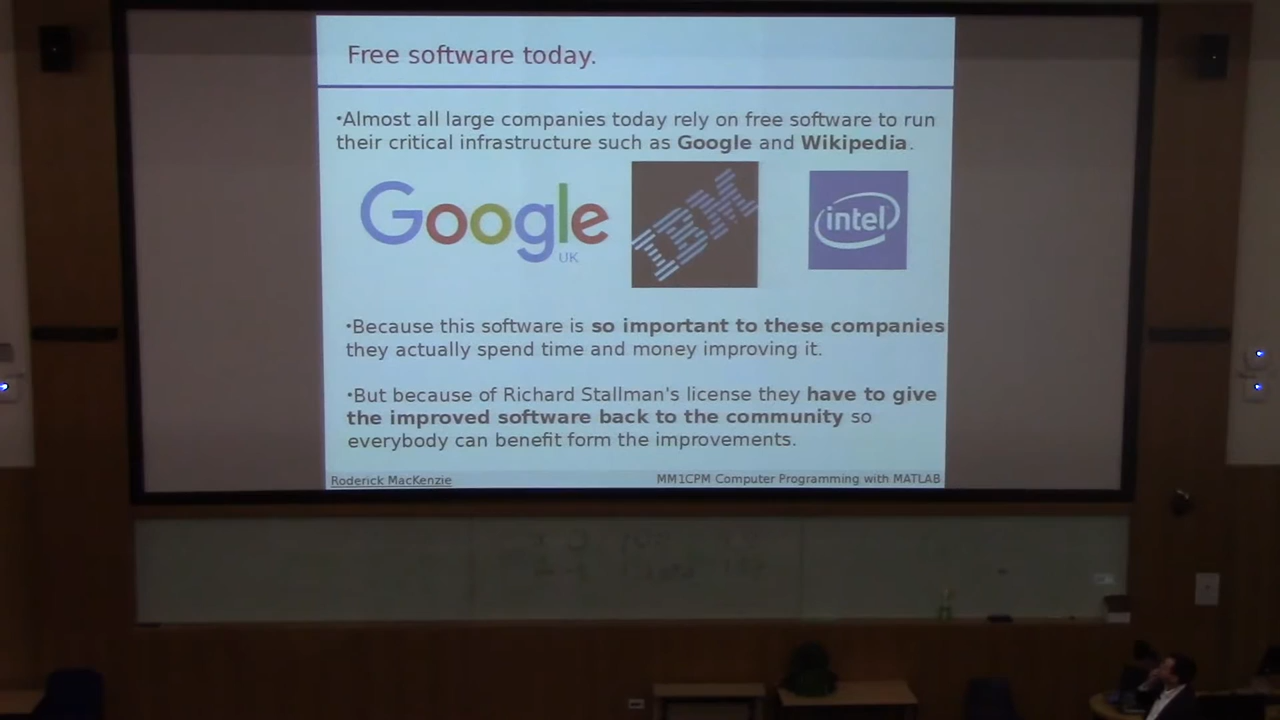 Free software today.
•Almost all large companies today rely on free software to run
their critical infrastructure such as Google and Wikipedia.
Google
UK
IBM
intel
•Because this software is so important to these companies
they actually spend time and money improving it.
•But because of Richard Stallman's license they have to give
the improved software back to the community so
everybody can benefit form the improvements.
Roderick MacKenzie
MM1CPM Computer Programming with MATLAB